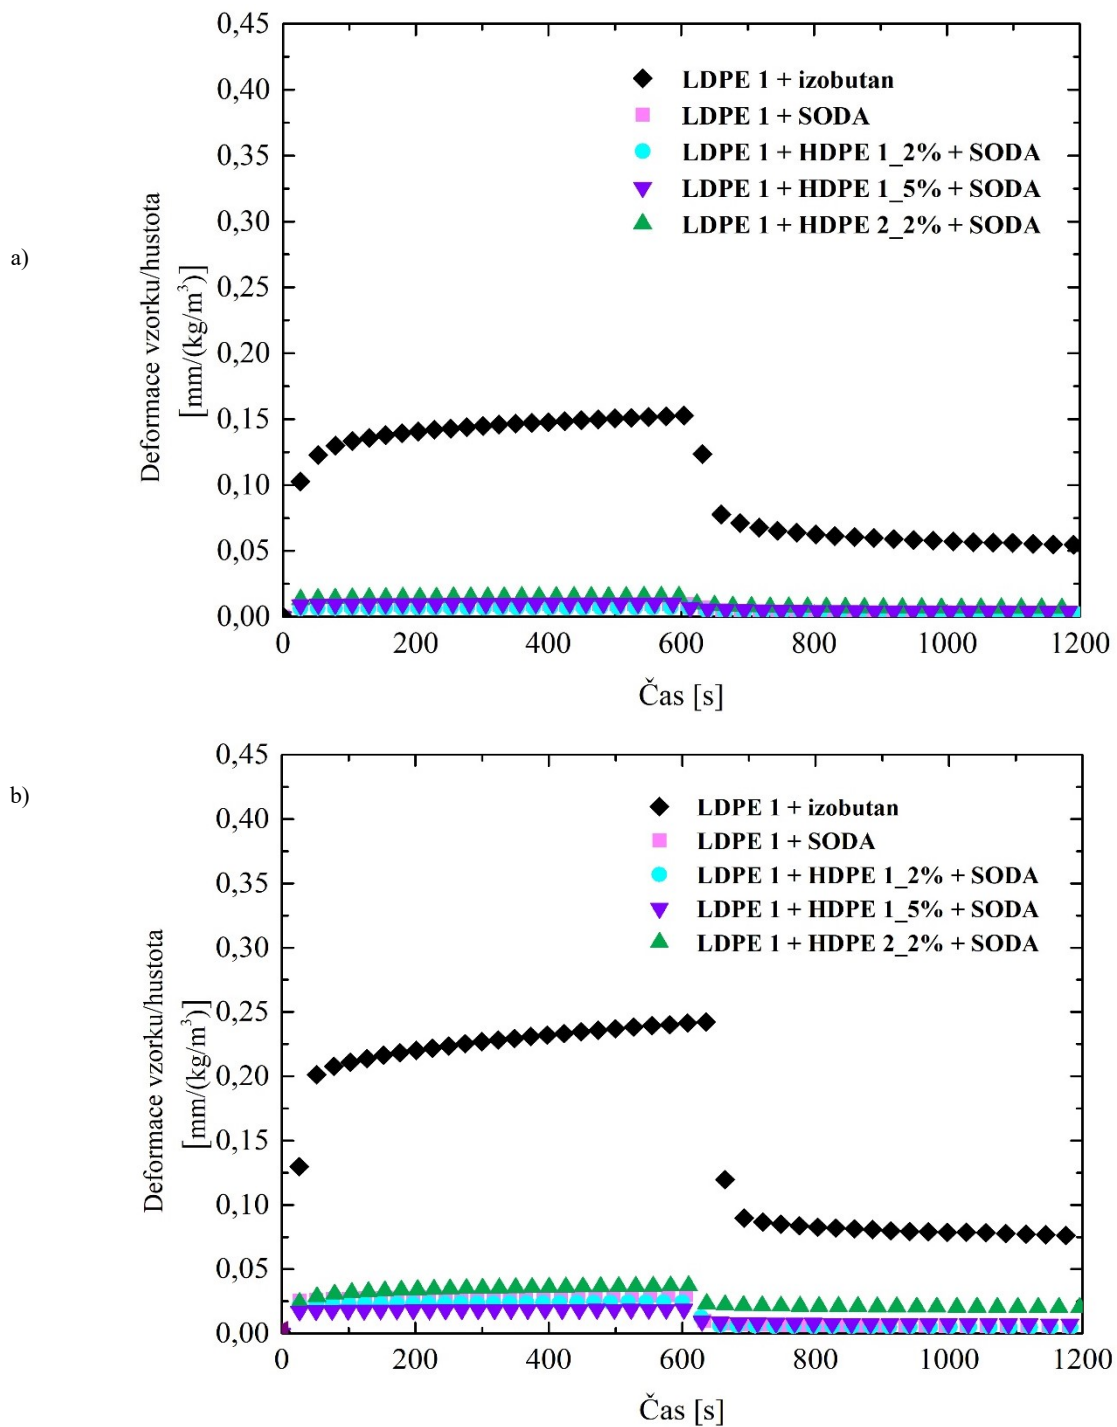 a)
Deformace vzorku/hustota
[mm/(kg/m³)]
0,45
0,40
0,35
0,30
0,25
0,20
0,15
0,10
0,05
0,00
LDPE 1 + izobutan
LDPE 1 + SODA
LDPE 1 + HDPE 1_2% + SODA
LDPE 1 + HDPE 1_5% + SODA
LDPE 1 + HDPE 2_2% + SODA
0 200 400 600 800 1000 1200
Čas [s]
b)
Deformace vzorku/hustota
[mm/(kg/m³)]
0,45
0,40
0,35
0,30
0,25
0,20
0,15
0,10
0,05
0,00
LDPE 1 + izobutan
LDPE 1 + SODA
LDPE 1 + HDPE 1_2% + SODA
LDPE 1 + HDPE 1_5% + SODA
LDPE 1 + HDPE 2_2% + SODA
0 200 400 600 800 1000 1200
Čas [s]